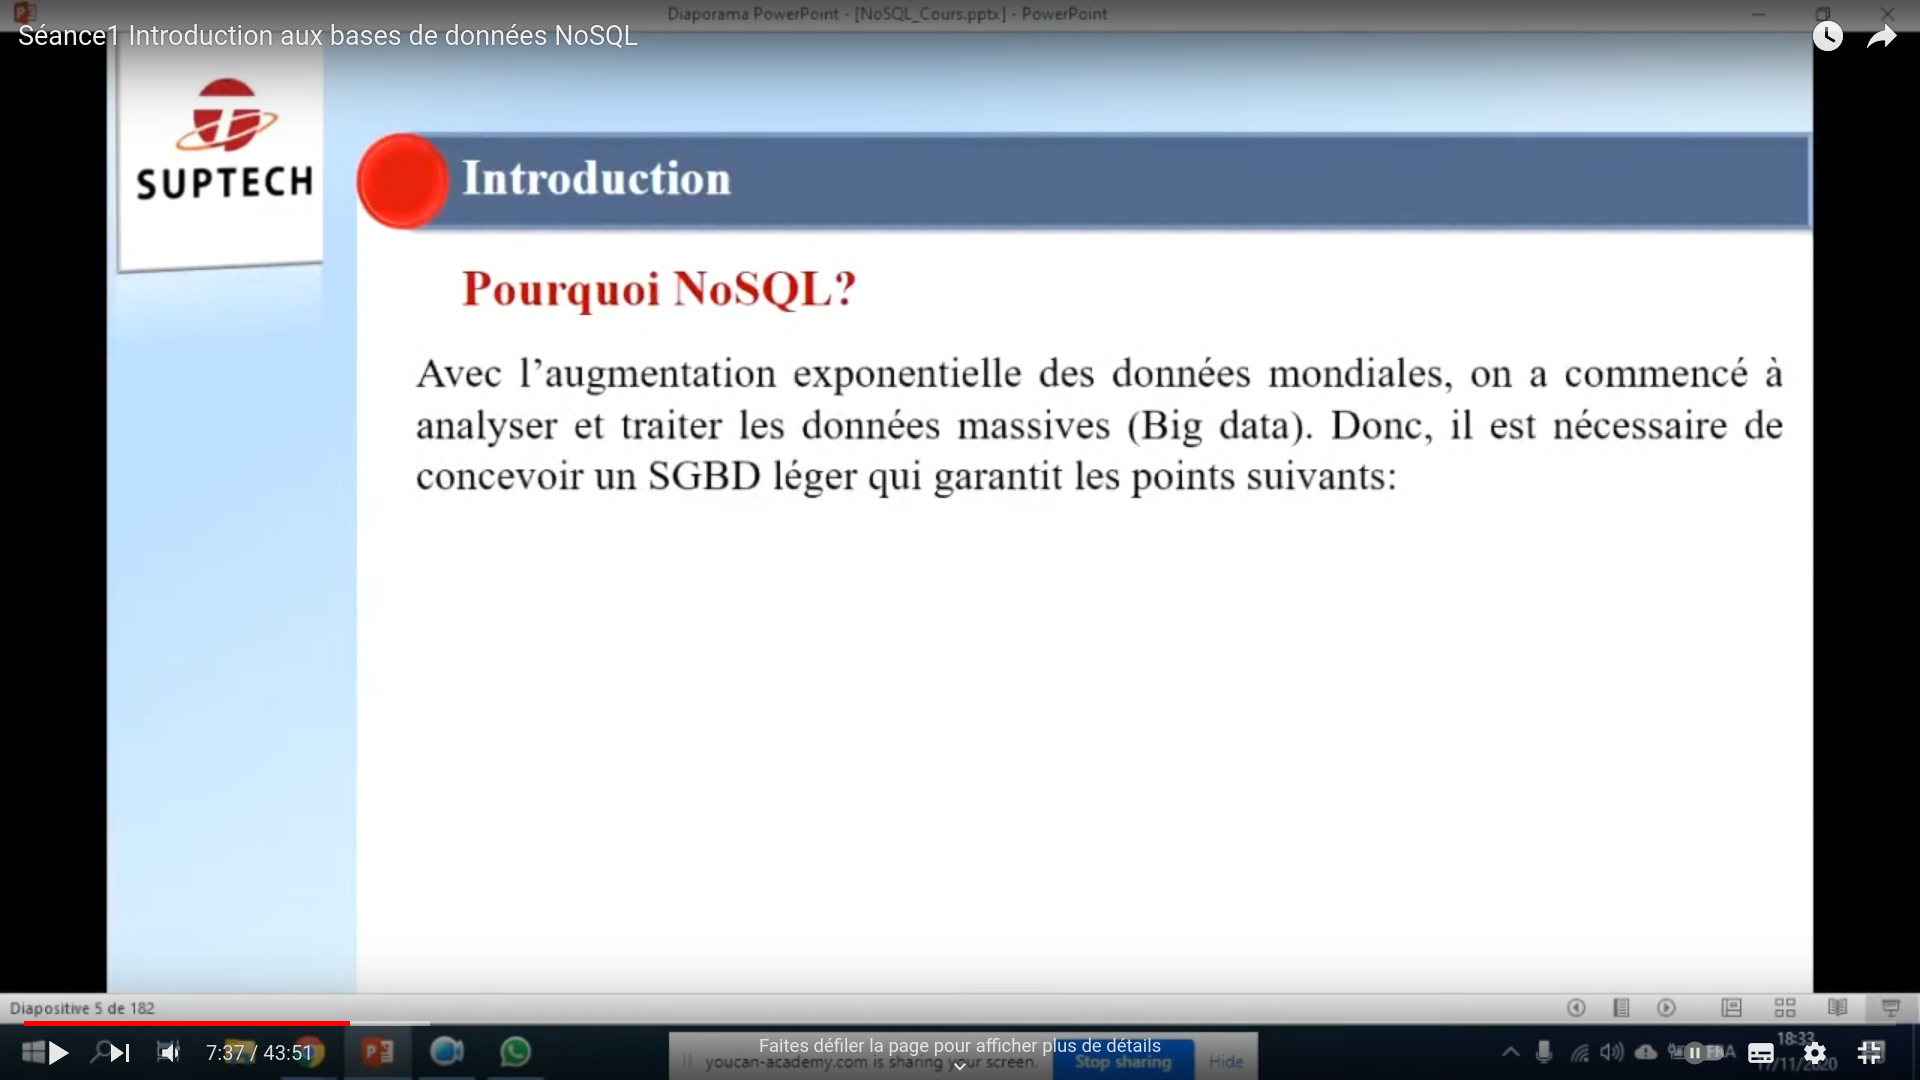 Diaporama PowerPoint - [NoSQL_Cours.pptx] - PowerPoint
Séance1 Introduction aux bases de données NoSQL
SUPTECH
Introduction
Pourquoi NoSQL?
Avec l’augmentation exponentielle des données mondiales, on a commencé à
analyser et traiter les données massives (Big data). Donc, il est nécessaire de
concevoir un SGBD léger qui garantit les points suivants:
Diapositive 5 de 182
7:37 / 43:51
Faites défiler la page pour afficher plus de détails
youcan-academy.com is sharing your screen.
Stop sharing
Hide
FRA
18:33
17/11/2020